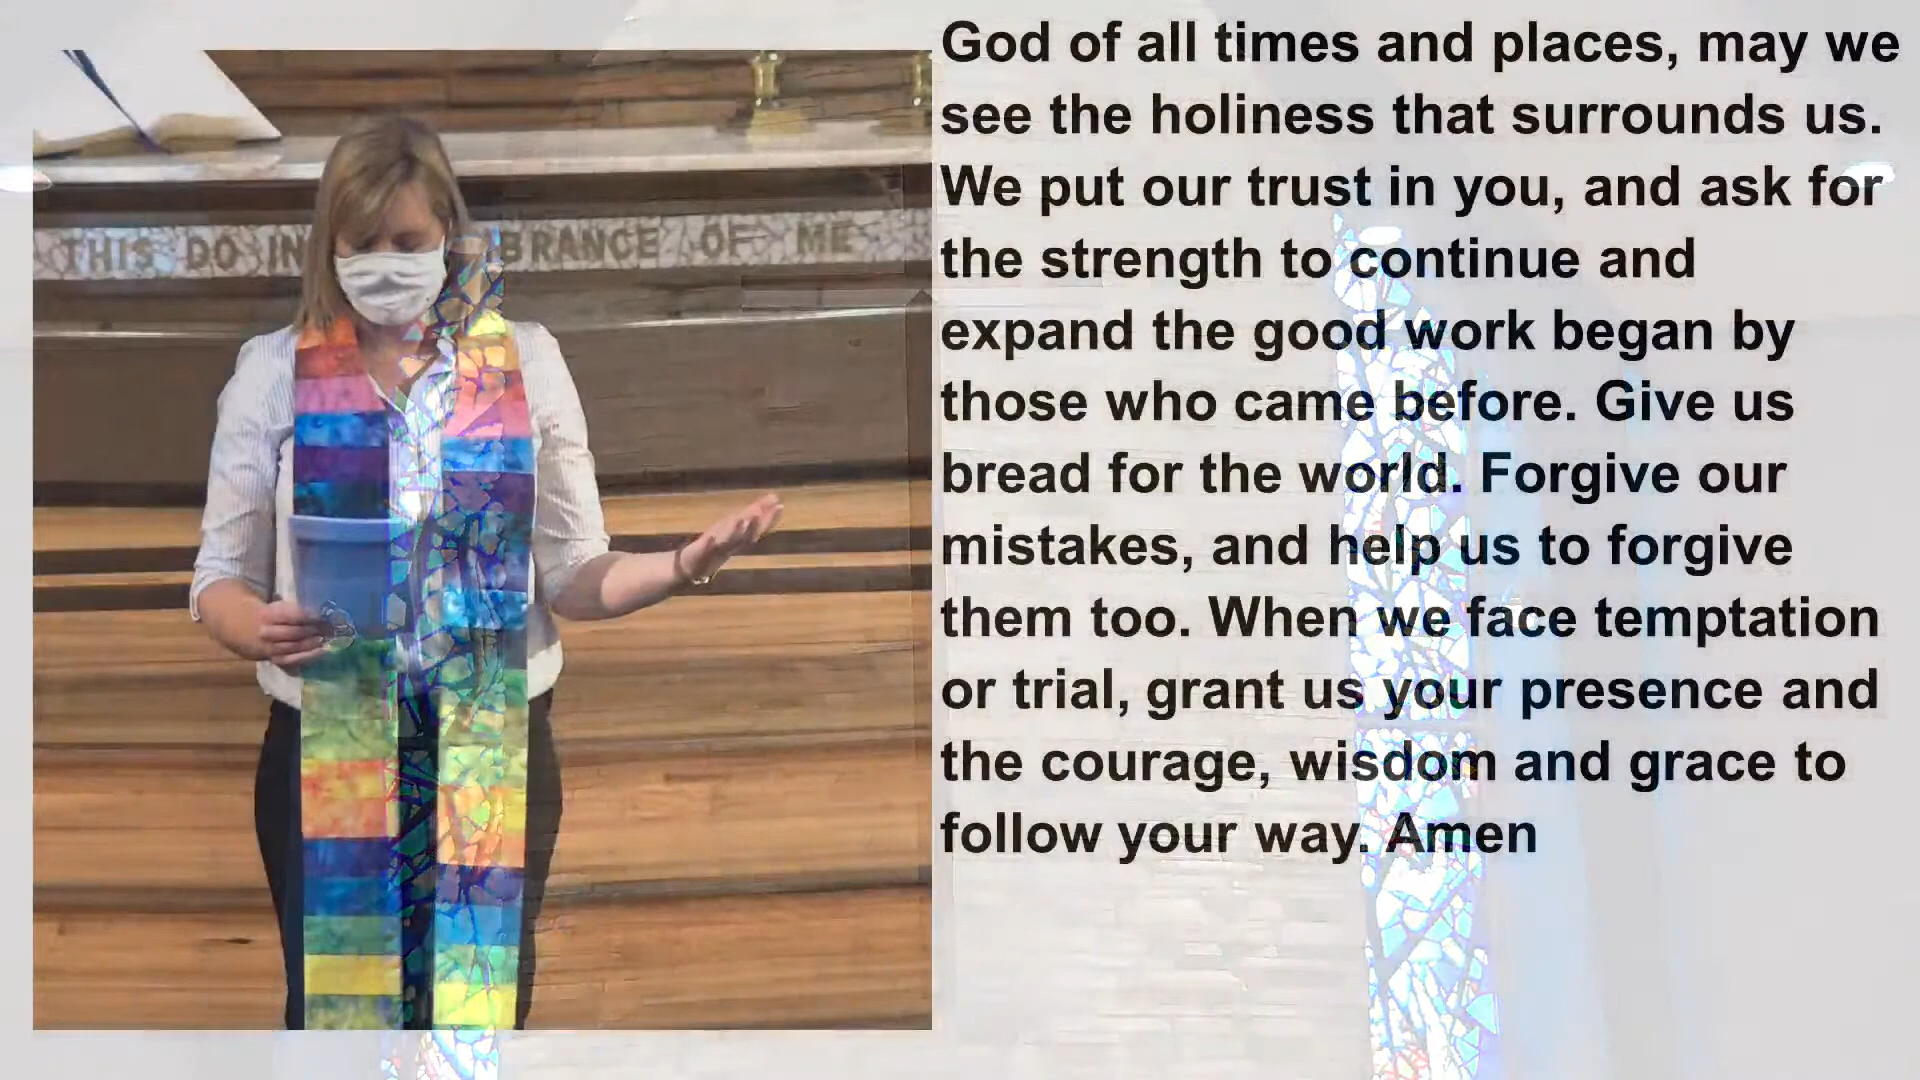 God of all times and places, may we
see the holiness that surrounds us.
We put our trust in you, and ask for
the strength to continue and
expand the good work began by
those who came before. Give us
bread for the world. Forgive our
mistakes, and help us to forgive
them too. When we face temptation
or trial, grant us your presence and
the courage, wisdom and grace to
follow your way. Amen
THIS DO IN BRANCE OF ME